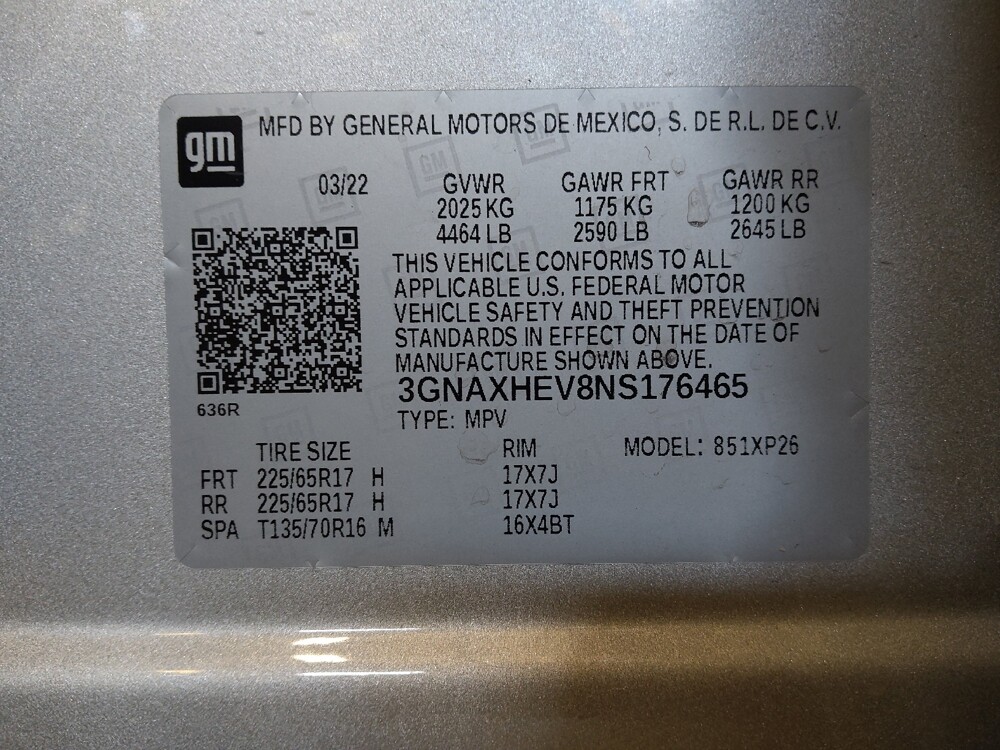 gm
MFD BY GENERAL MOTORS DE MEXICO, S. DE R.L. DE C.V.
03/22 GVWR GAWR FRT GAWR RR
2025 KG 1175 KG 1200 KG
4464 LB 2590 LB 2645 LB
THIS VEHICLE CONFORMS TO ALL
APPLICABLE U.S. FEDERAL MOTOR
VEHICLE SAFETY AND THEFT PREVENTION
STANDARDS IN EFFECT ON THE DATE OF
MANUFACTURE SHOWN ABOVE.
3GNAXHEV8NS176465
636R
TYPE: MPV
TIRE SIZE RIM MODEL: 851XP26
FRT 225/65R17 H 17X7J
RR 225/65R17 H 17X7J
SPA T135/70R16 M 16X4BT